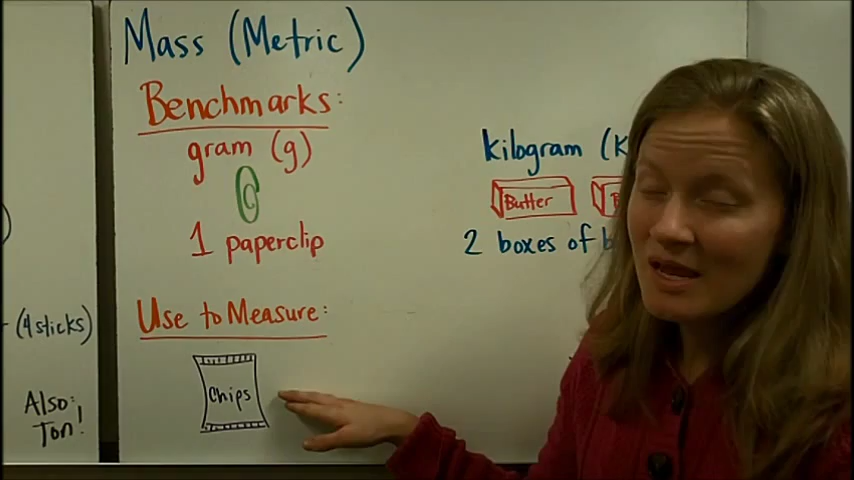 Mass (Metric)
Benchmarks:
gram (g)
1 paperclip
kilogram (K
Butter
B
2 boxes of b
Use to Measure:
Chips
(4 sticks)
Also:
Ton!